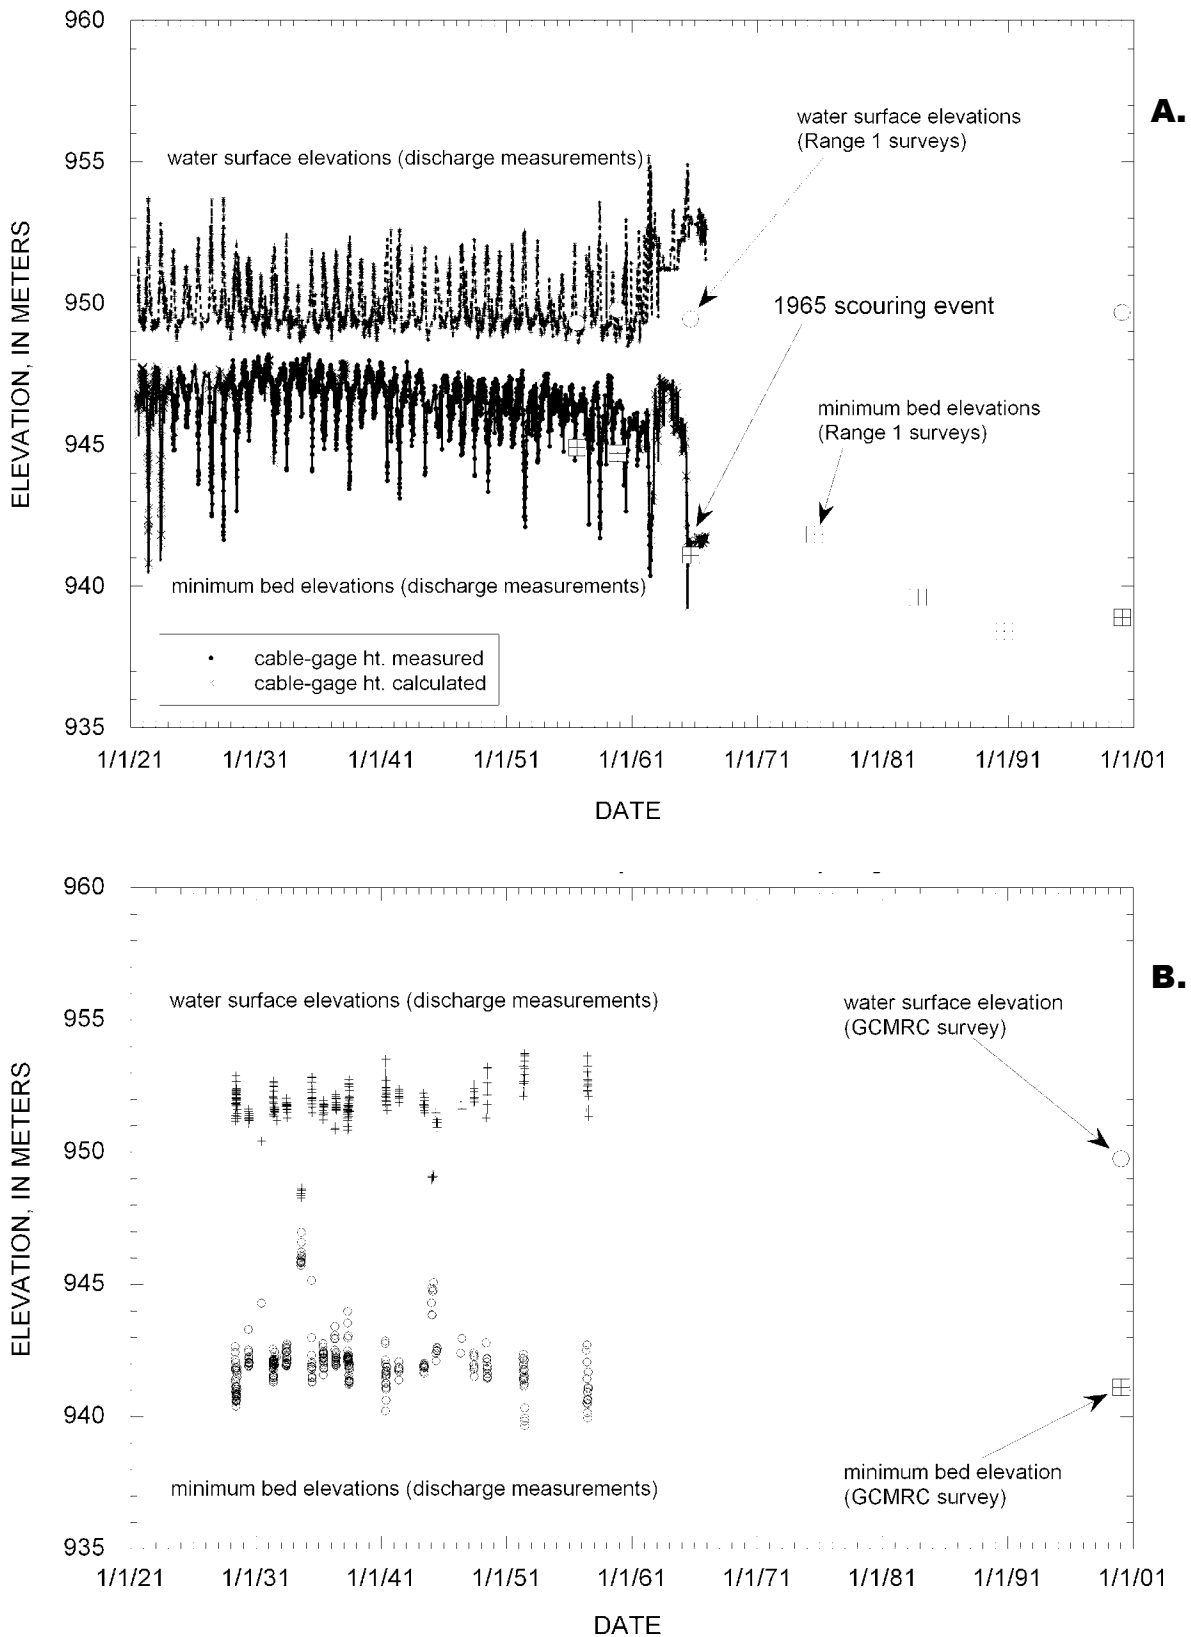 960
A.
water surface elevations
(Range 1 surveys)
955
water surface elevations (discharge measurements)
ELEVATION, IN METERS
950
1965 scouring event
minimum bed elevations
(Range 1 surveys)
945
940
minimum bed elevations (discharge measurements)
cable-gage ht. measured
cable-gage ht. calculated
935
1/1/21 1/1/31 1/1/41 1/1/51 1/1/61 1/1/71 1/1/81 1/1/91 1/1/01
DATE
960
B.
water surface elevations (discharge measurements)
water surface elevation
(GCMRC survey)
955
ELEVATION, IN METERS
950
945
940
minimum bed elevation
(GCMRC survey)
minimum bed elevations (discharge measurements)
935
1/1/21 1/1/31 1/1/41 1/1/51 1/1/61 1/1/71 1/1/81 1/1/91 1/1/01
DATE